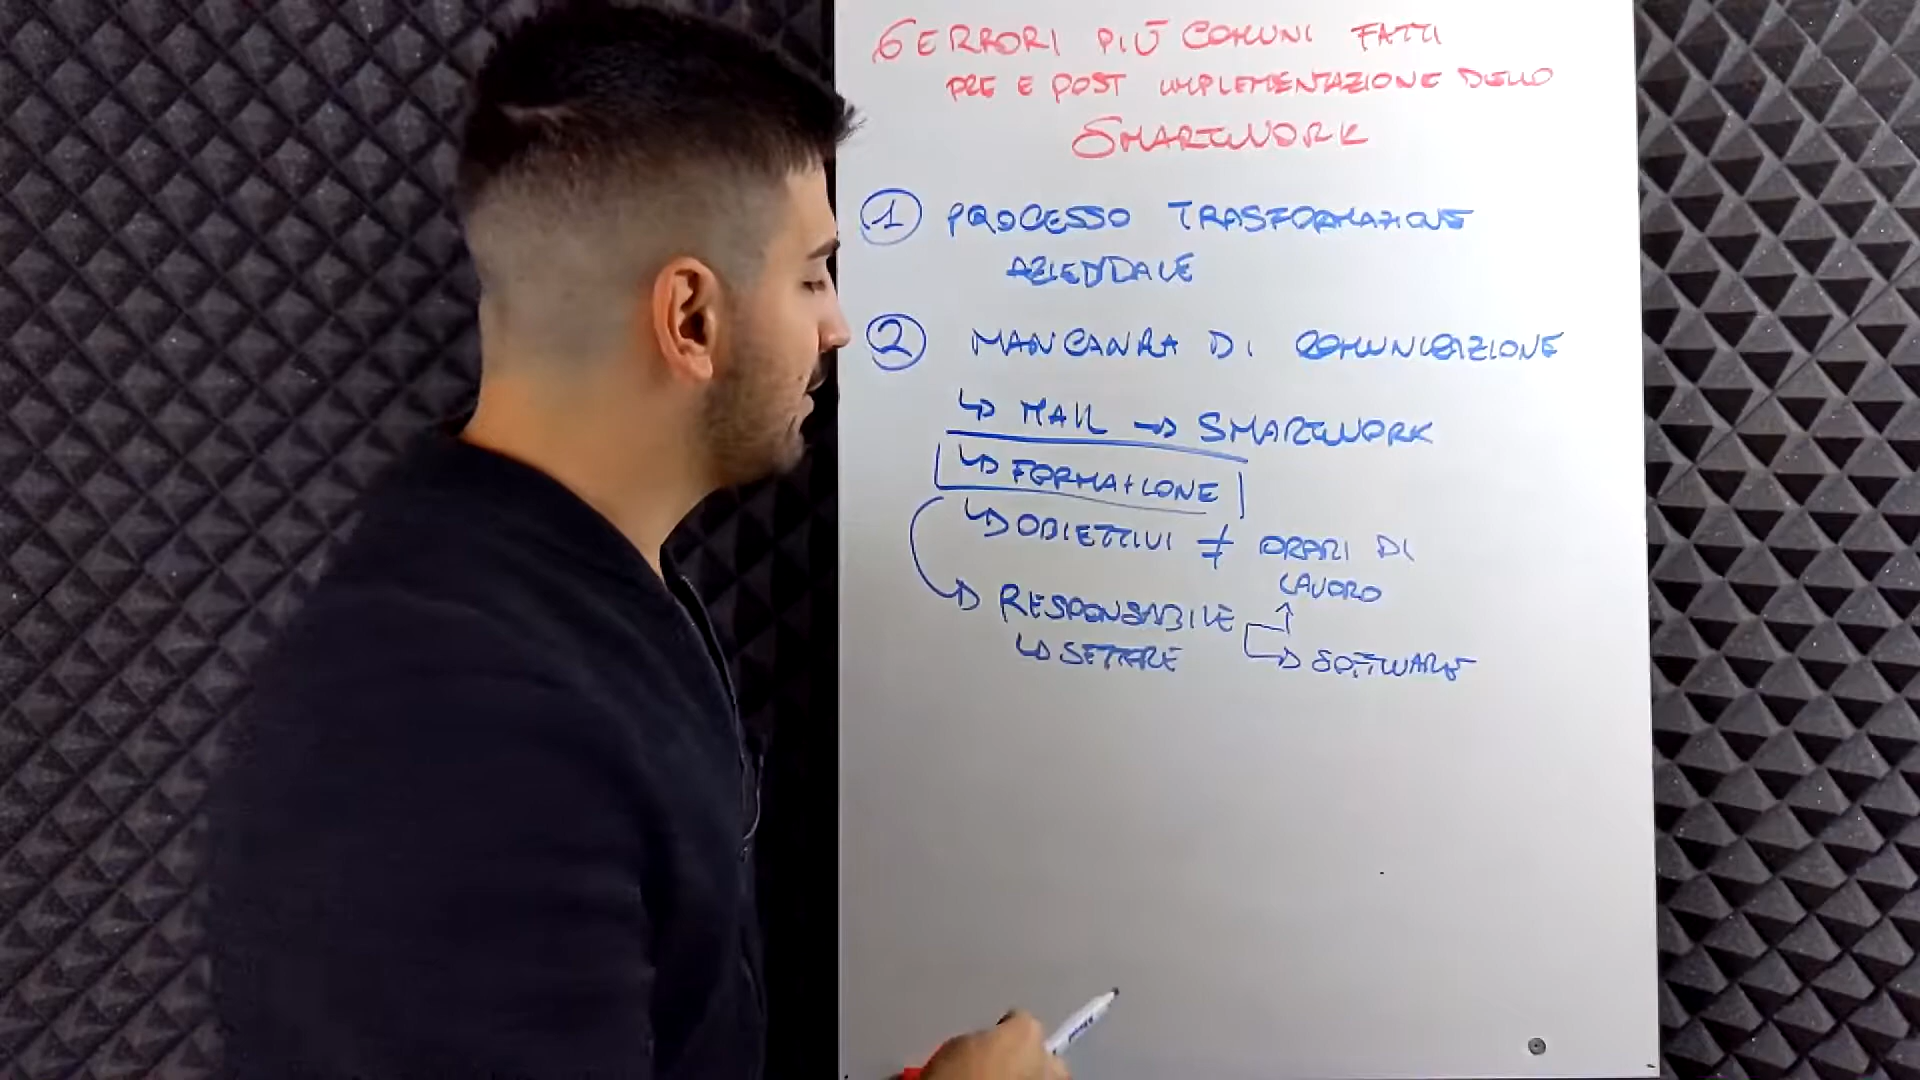 6 ERRORI PIÙ COMUNI FATTI
PRE E POST IMPLEMENTAZIONE DELLO
SMARTWORK
1 PROCESSO TRASFORMAZIONE
AZIENDALE
2 MANCANZA DI COMUNICAZIONE
↳ MAIL → SMARTWORK
↳ FORMAZIONE
↳ OBIETTIVI ≠ ORARI DI
LAVORO
→ RESPONSABILE
↳ SETTARE → SOFTWARE